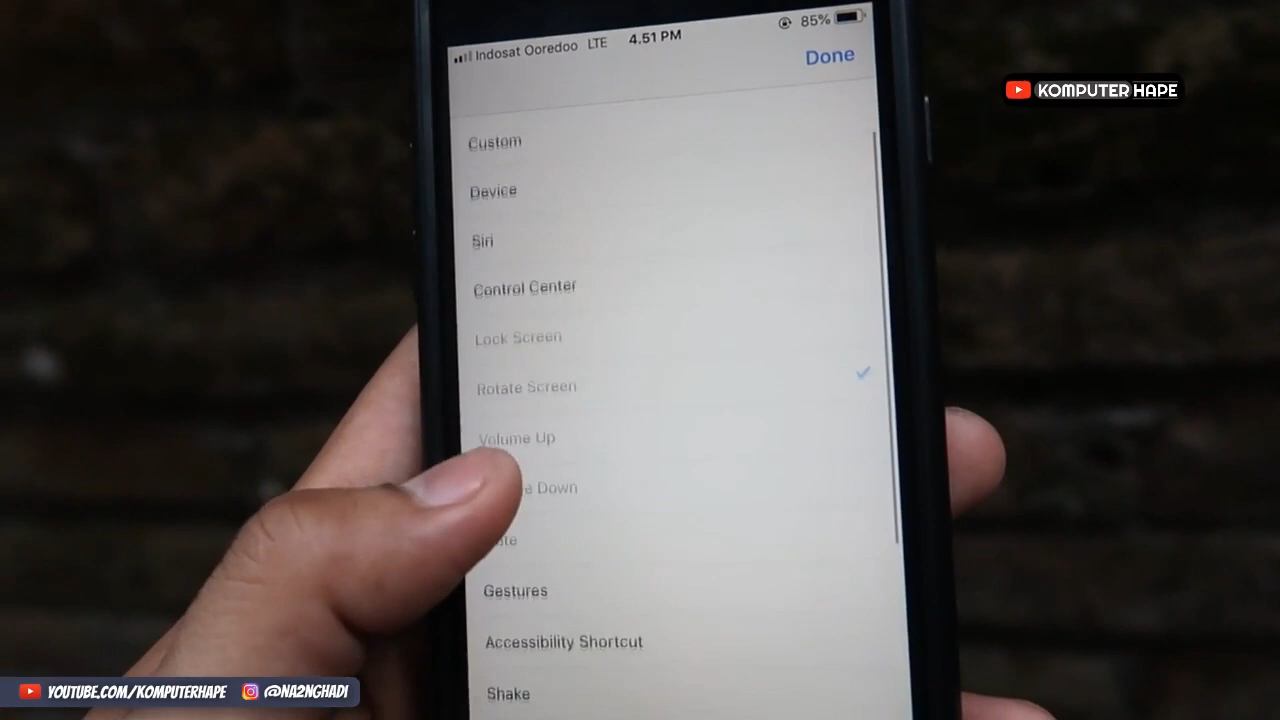 Indosat Ooredoo LTE 4.51 PM 85%
Done
KOMPUTER HAPE
Custom
Device
Siri
Control Center
Lock Screen
Rotate Screen
Volume Up
Down
Gestures
Accessibility Shortcut
Shake
YOUTUBE.COM/KOMPUTERHAPE @NA2NGHADI